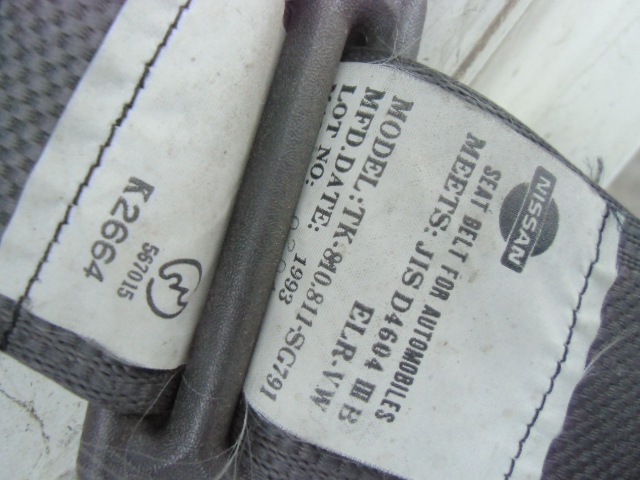 NISSAN
SEAT BELT FOR AUTOMOBILES
MEETS: JIS D4604 III B
ELR-VW
MODEL: TK-810,811-SC791
MFD.DATE: 1993
LOT NO:
K2664
567015